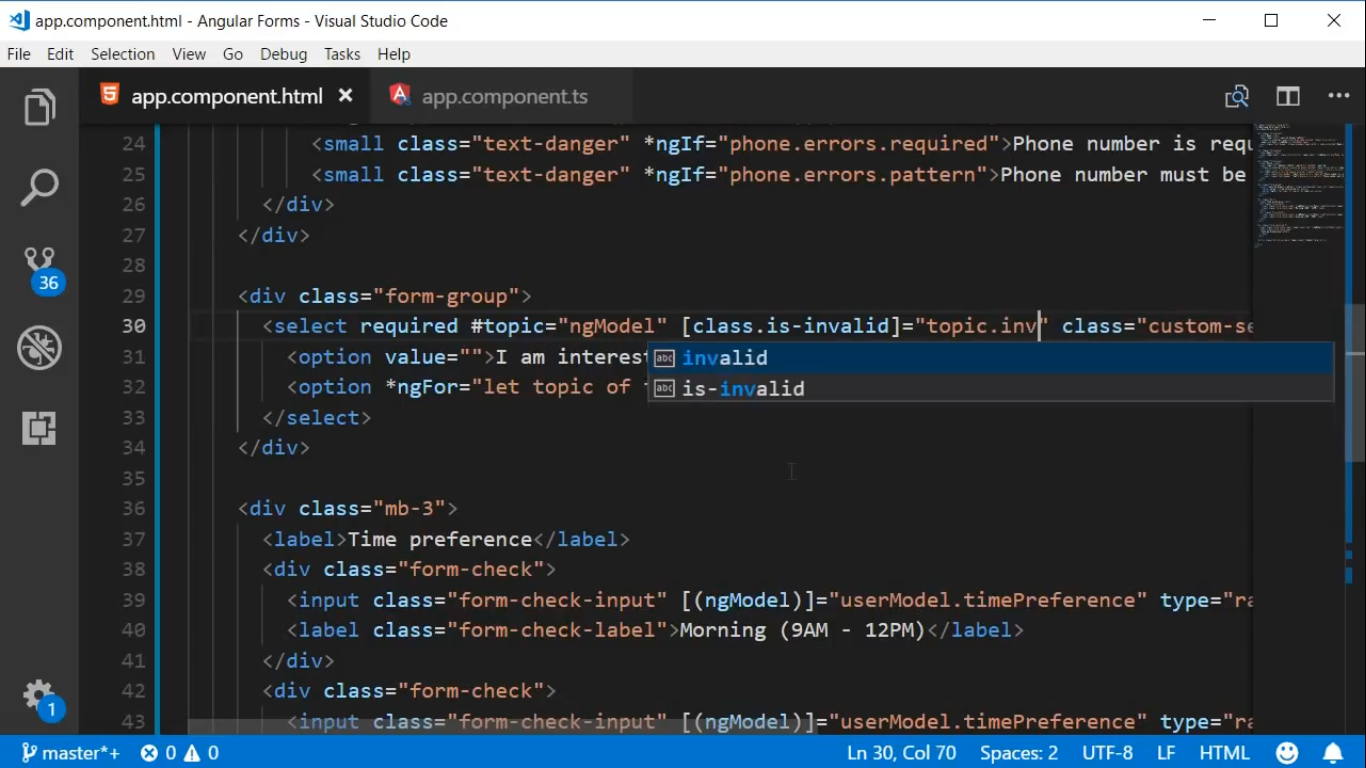 app.component.html - Angular Forms - Visual Studio Code
File Edit Selection View Go Debug Tasks Help
app.component.html app.component.ts
24 <small class="text-danger" *ngIf="phone.errors.required">Phone number is requ
25 <small class="text-danger" *ngIf="phone.errors.pattern">Phone number must be
26 </div>
27 </div>
28
29 <div class="form-group">
30 <select required #topic="ngModel" [class.is-invalid]="topic.inv" class="custom-se
31 <option value="">I am interest
invalid
32 <option *ngFor="let topic of
is-invalid
33 </select>
34 </div>
35
36 <div class="mb-3">
37 <label>Time preference</label>
38 <div class="form-check">
39 <input class="form-check-input" [(ngModel)]="userModel.timePreference" type="ra
40 <label class="form-check-label">Morning (9AM - 12PM)</label>
41 </div>
42 <div class="form-check">
43 <input class="form-check-input" [(ngModel)]="userModel.timePreference" type="ra
36
1
master*+ 0 0 Ln 30, Col 70 Spaces: 2 UTF-8 LF HTML